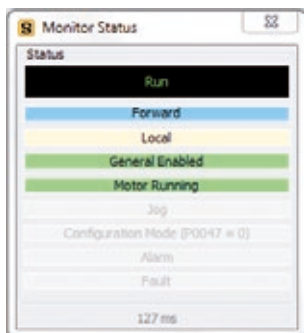 S Monitor Status
Status
Run
Forward
Local
General Enabled
Motor Running
Jog
Configuration Mode (P0047 = 0)
Alarm
Fault
127 ms